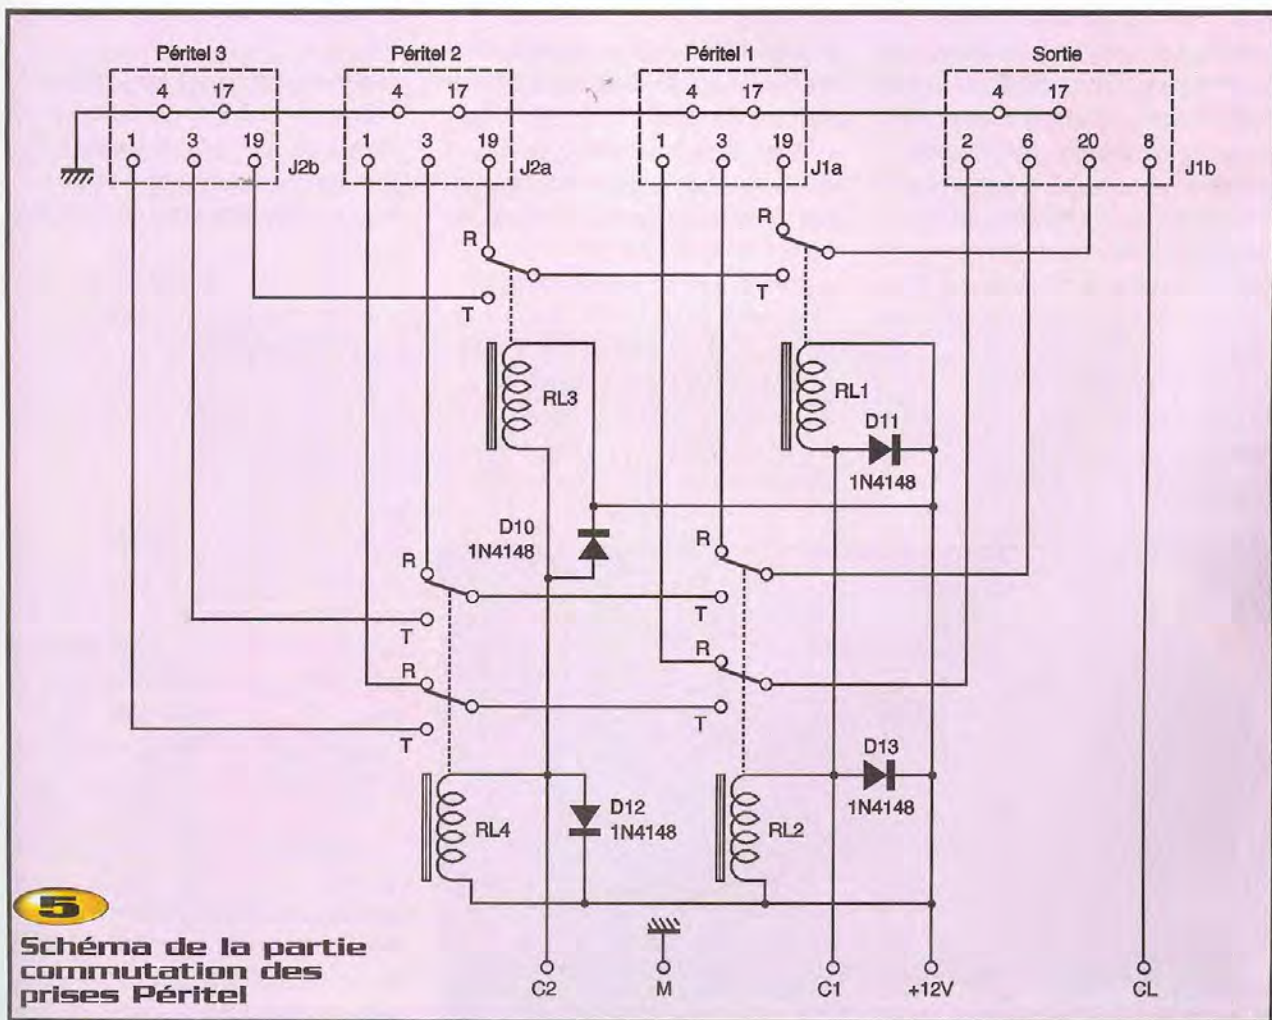 Péritel 3 Péritel 2 Péritel 1 Sortie
4 17 4 17 4 17 4 17
1 3 19 J2b 1 3 19 J2a 1 3 19 J1a 2 6 20 8 J1b
R R
T T
RL3 RL1
D11
1N4148
D10
1N4148
R R
T T
R R
T T
D13
1N4148
RL4 D12
1N4148
RL2
5
Schéma de la partie
commutation des
prises Péritel
C2 M C1 +12V CL